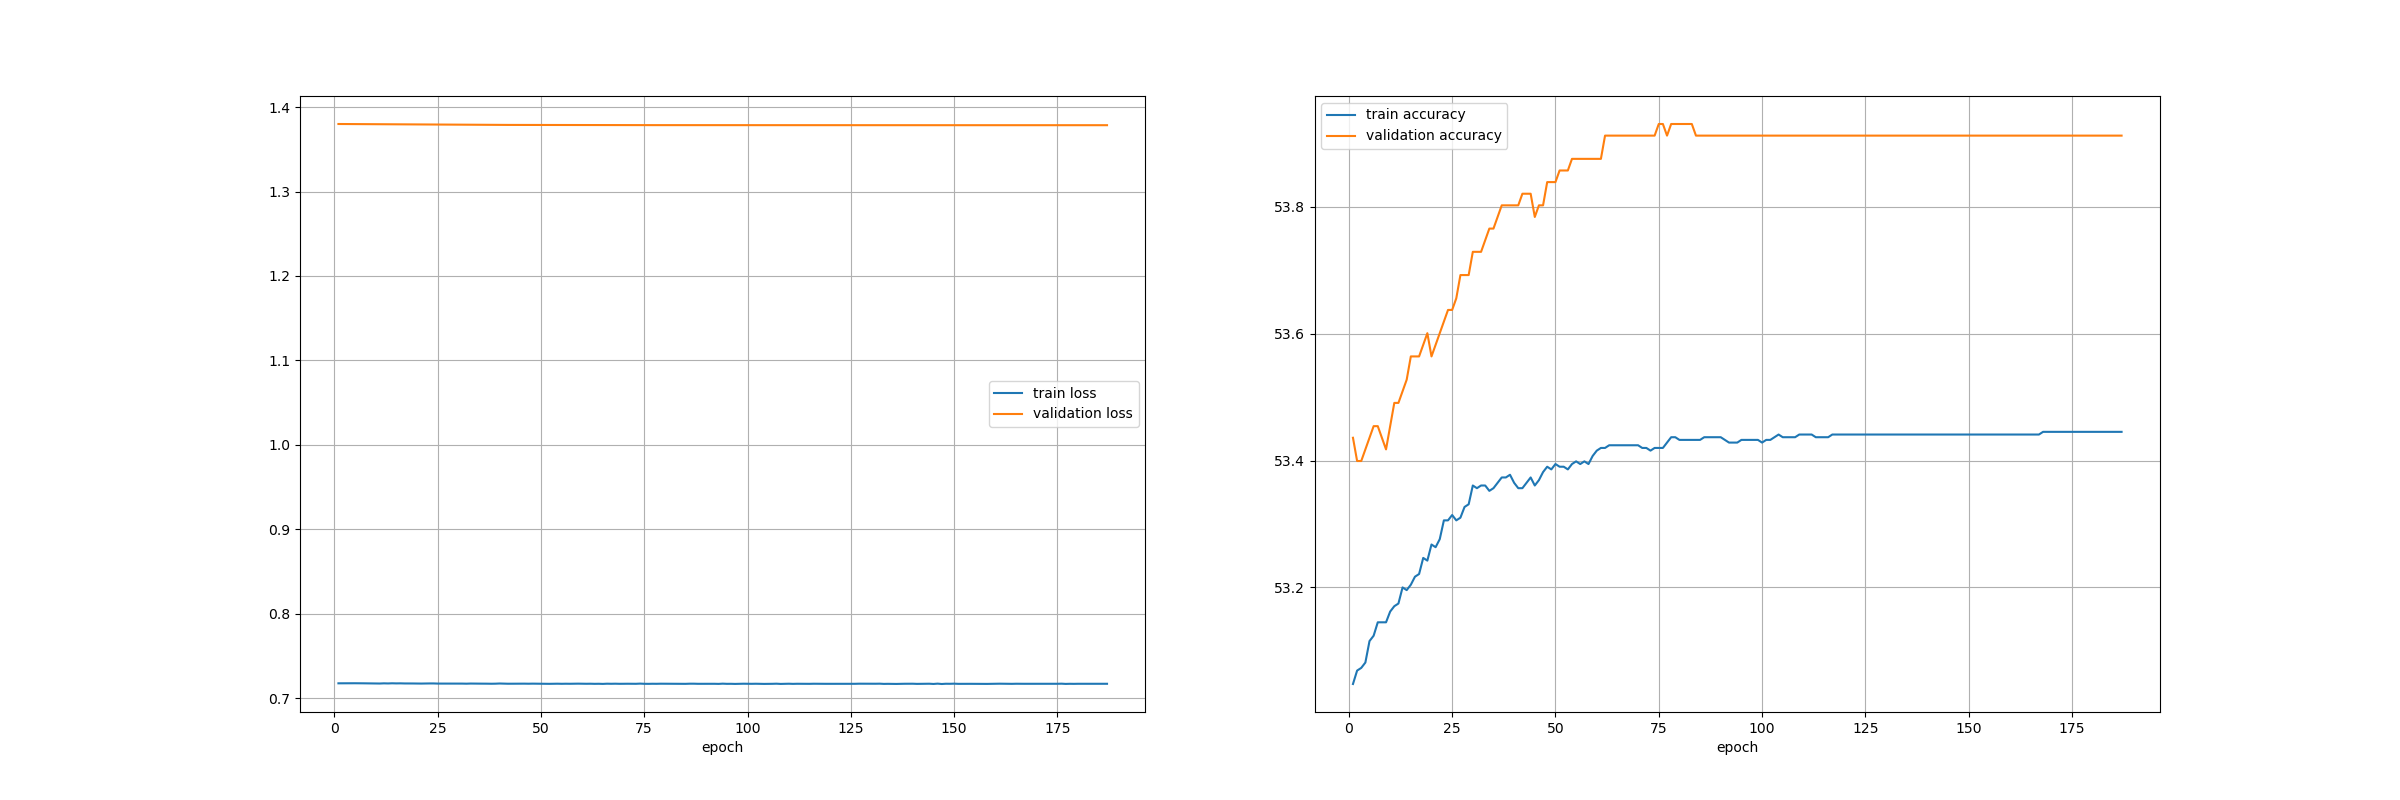 1.4
1.3
1.2
1.1
1.0
0.9
0.8
0.7
0 25 50 75 100 125 150 175
epoch
train loss
validation loss
53.8
53.6
53.4
53.2
0 25 50 75 100 125 150 175
epoch
train accuracy
validation accuracy